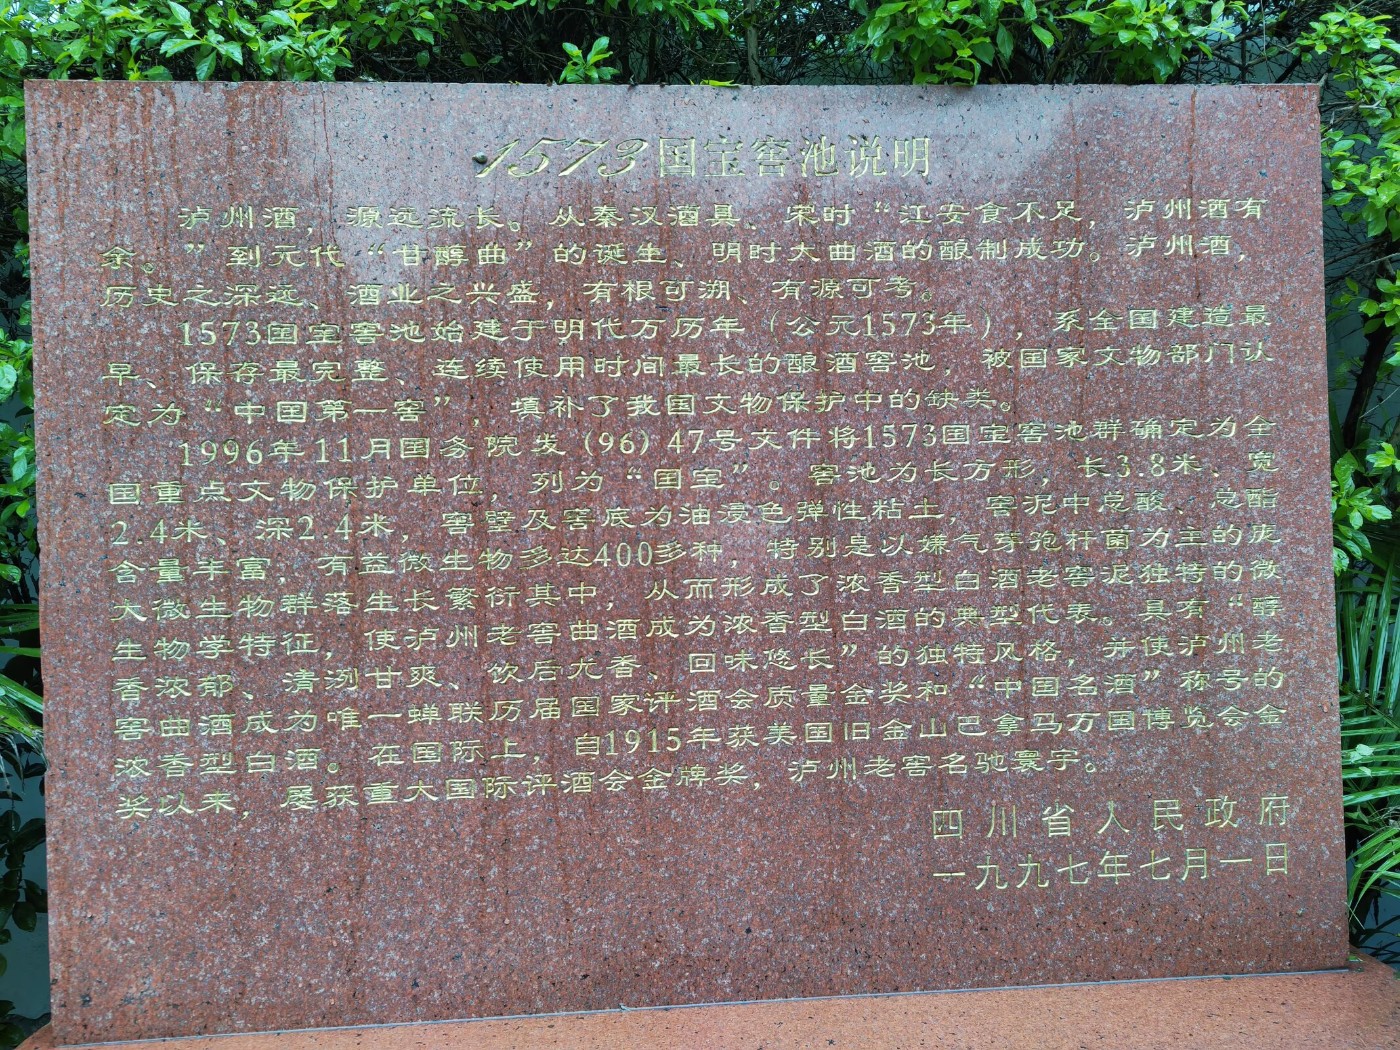 1573国宝窖池说明
泸州酒，源远流长。从秦汉酒具、宋时“江安食不足，泸州酒有
余。”到元代“甘醇曲”的诞生、明时大曲酒的酿制成功。泸州酒，
历史之深远、酒业之兴盛，有根可溯、有源可考。
1573国宝窖池始建于明代万历年（公元1573年），系全国建造最
早、保存最完整、连续使用时间最长的酿酒窖池，被国家文物部门认
定为“中国第一窖”，填补了我国文物保护中的缺类。
1996年11月国务院发（96）47号文件将1573国宝窖池群确定为全
国重点文物保护单位，列为“国宝”。窖池为长方形，长3.8米、宽
2.4米、深2.4米，窖壁及窖底为油浸色弹性粘土，窖泥中总酸、总酯
含量丰富，有益微生物多达400多种，特别是以嫌气芽孢杆菌为主的庞
大微生物群落生长繁衍其中，从而形成了浓香型白酒老窖泥独特的微
生物学特征，使泸州老窖曲酒成为浓香型白酒的典型代表。具有“醇
香浓郁、清洌甘爽、饮后尤香、回味悠长”的独特风格，并使泸州老
窖曲酒成为唯一蝉联历届国家评酒会质量金奖和“中国名酒”称号的
浓香型白酒。在国际上，自1915年获美国旧金山巴拿马万国博览会金
奖以来，屡获重大国际评酒会金牌奖，泸州老窖名驰寰宇。
四川省人民政府
一九九七年七月一日